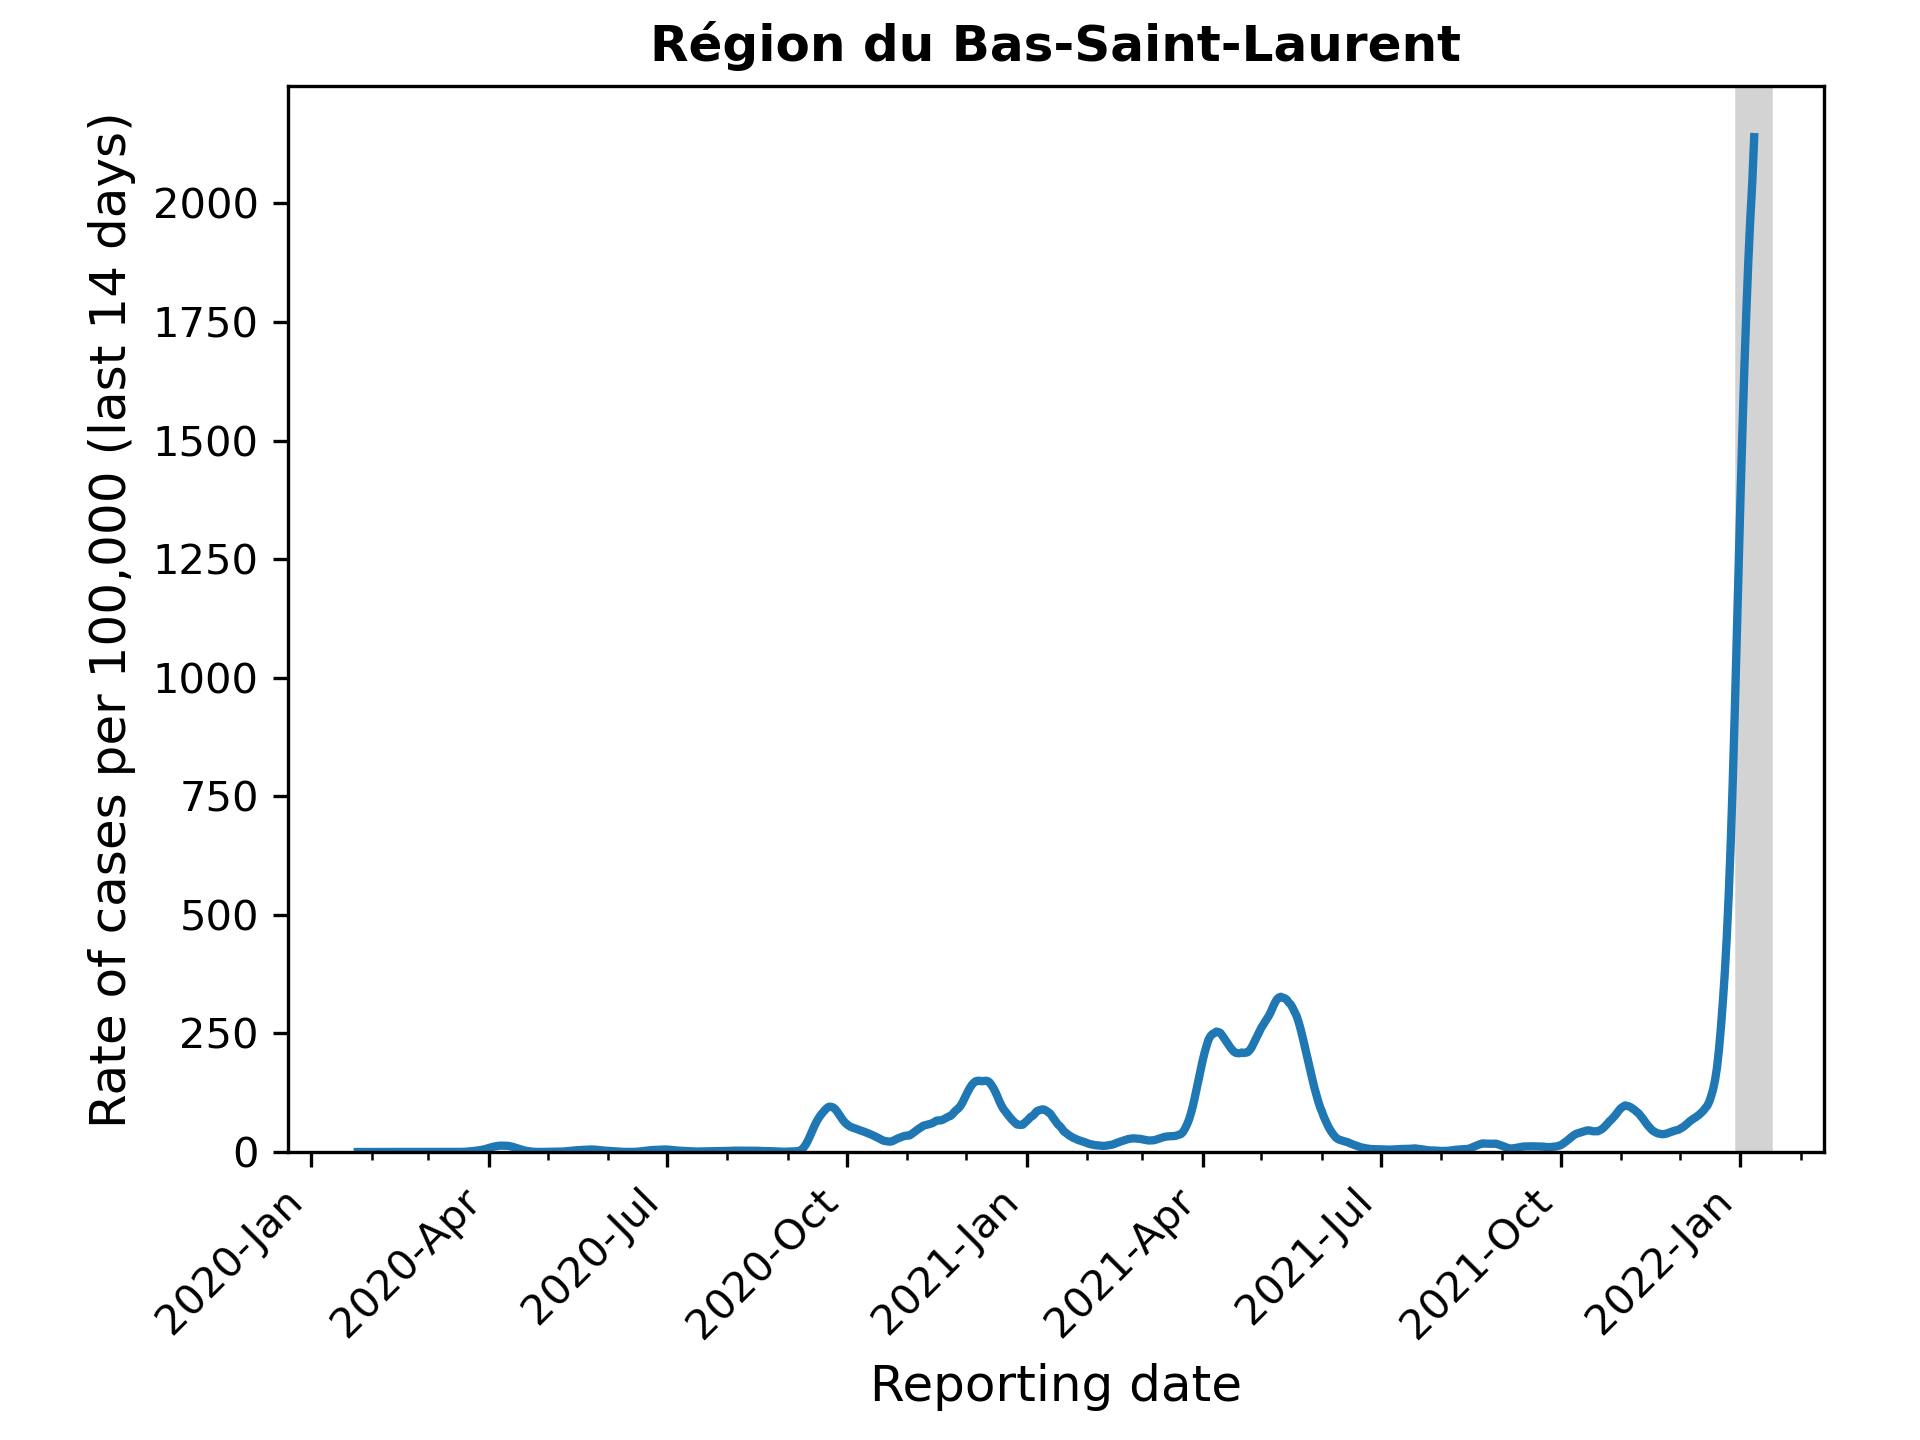 Région du Bas-Saint-Laurent
Rate of cases per 100,000 (last 14 days)
2000
1750
1500
1250
1000
750
500
250
0
2020-Jan
2020-Apr
2020-Jul
2020-Oct
2021-Jan
2021-Apr
2021-Jul
2021-Oct
2022-Jan
Reporting date